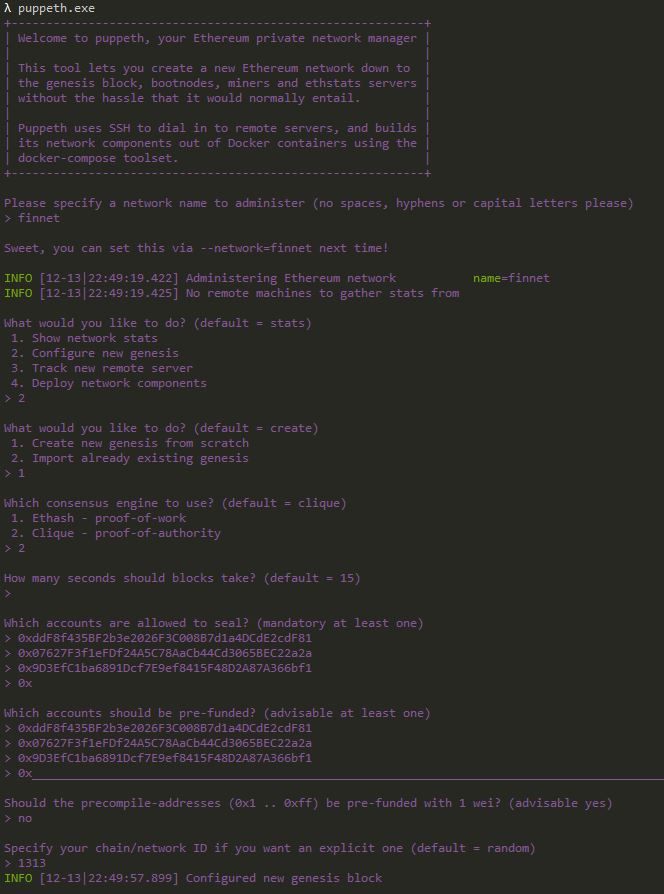 λ puppeth.exe
+-----------------------------------------------------------+
| Welcome to puppeth, your Ethereum private network manager |
|                                                           |
| This tool lets you create a new Ethereum network down to  |
| the genesis block, bootnodes, miners and ethstats servers |
| without the hassle that it would normally entail.         |
|                                                           |
| Puppeth uses SSH to dial in to remote servers, and builds |
| its network components out of Docker containers using the |
| docker-compose toolset.                                   |
+-----------------------------------------------------------+
Please specify a network name to administer (no spaces, hyphens or capital letters please)
> finnet
Sweet, you can set this via --network=finnet next time!
INFO [12-13|22:49:19.422] Administering Ethereum network           name=finnet
INFO [12-13|22:49:19.425] No remote machines to gather stats from
What would you like to do? (default = stats)
1. Show network stats
2. Configure new genesis
3. Track new remote server
4. Deploy network components
> 2
What would you like to do? (default = create)
1. Create new genesis from scratch
2. Import already existing genesis
> 1
Which consensus engine to use? (default = clique)
1. Ethash - proof-of-work
2. Clique - proof-of-authority
> 2
How many seconds should blocks take? (default = 15)
>
Which accounts are allowed to seal? (mandatory at least one)
> 0xddF8f435BF2b3e2026F3C008B7d1a4DCdE2cdF81
> 0x07627F3f1eFDf24A5C78AaCb44Cd3065BEC22a2a
> 0x9D3EfC1ba6891Dcf7E9ef8415F48D2A87A366bf1
> 0x
Which accounts should be pre-funded? (advisable at least one)
> 0xddF8f435BF2b3e2026F3C008B7d1a4DCdE2cdF81
> 0x07627F3f1eFDf24A5C78AaCb44Cd3065BEC22a2a
> 0x9D3EfC1ba6891Dcf7E9ef8415F48D2A87A366bf1
> 0x
Should the precompile-addresses (0x1 .. 0xff) be pre-funded with 1 wei? (advisable yes)
> no
Specify your chain/network ID if you want an explicit one (default = random)
> 1313
INFO [12-13|22:49:57.899] Configured new genesis block